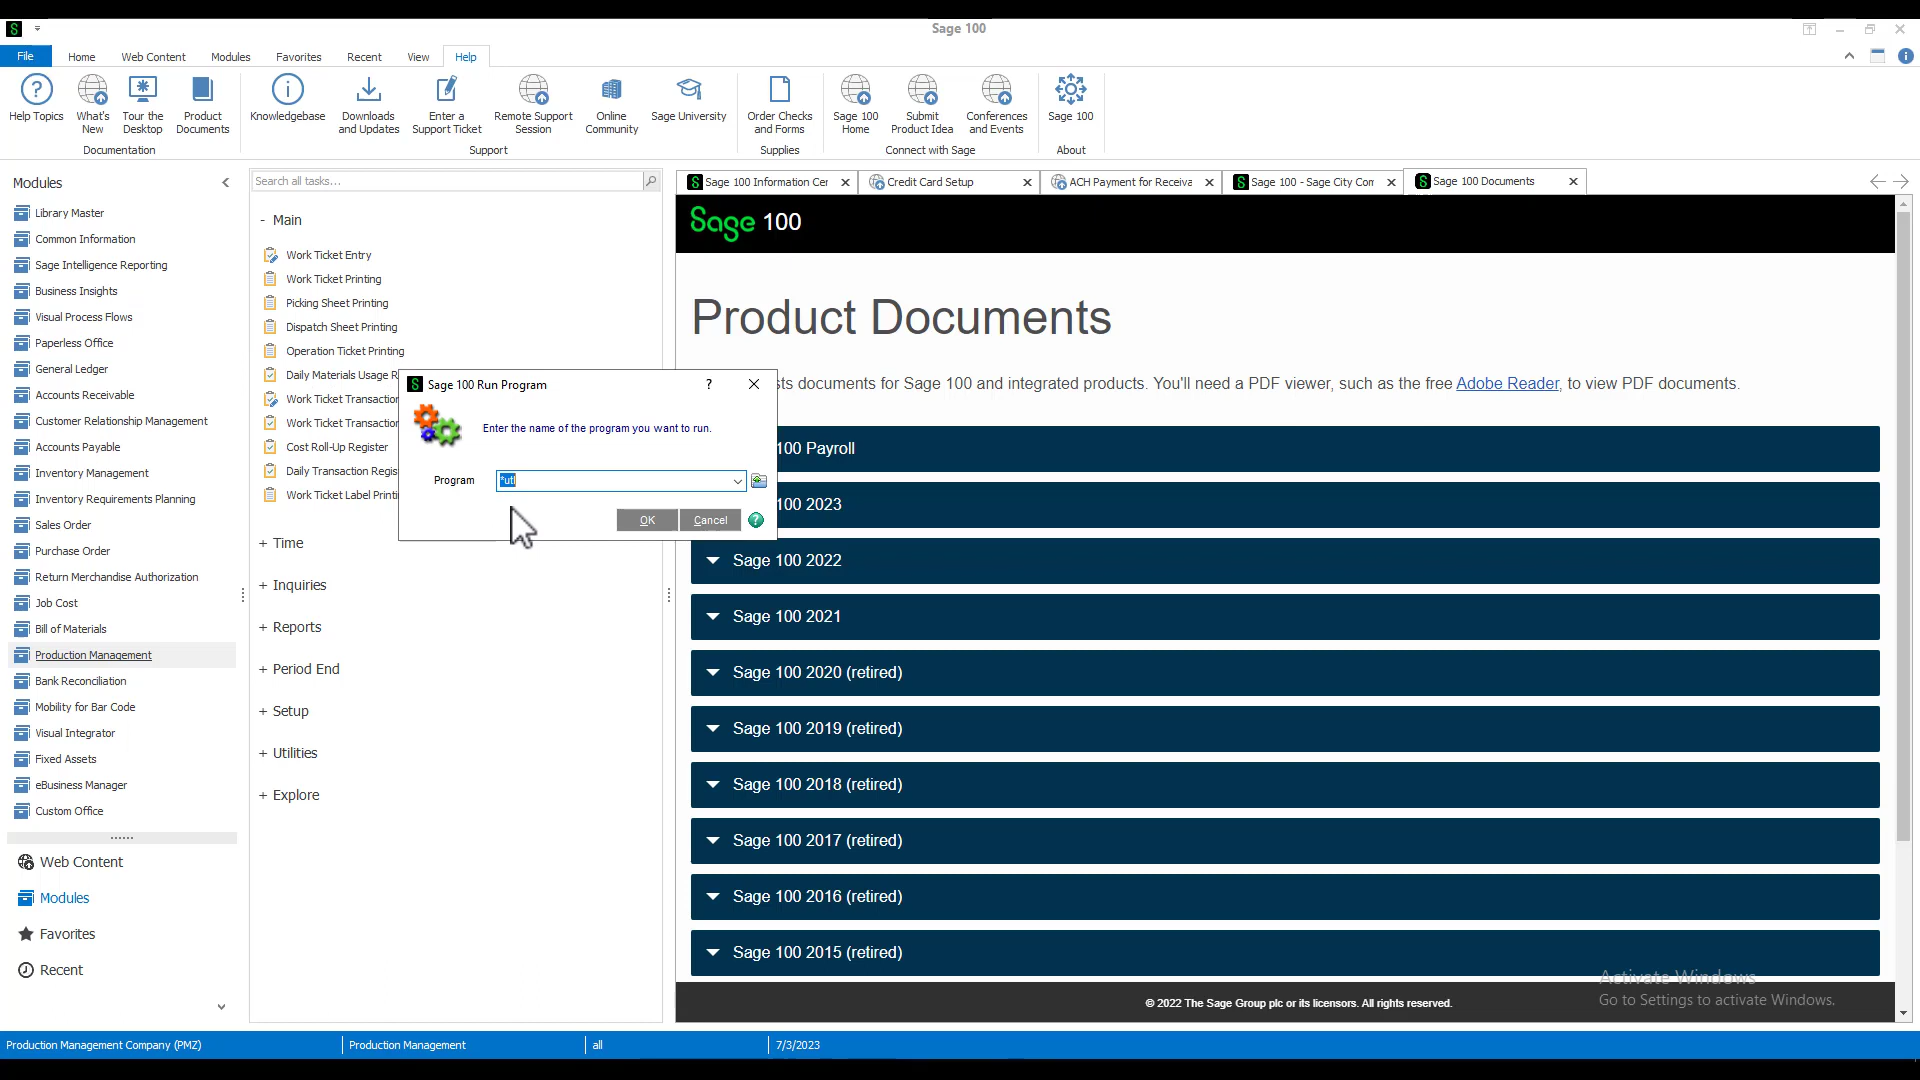 Sage 100
File
Home
Web Content
Modules
Favorites
Recent
View
Help
Help Topics
What's
New
Tour the
Desktop
Product
Documents
Documentation
Knowledgebase
Downloads
and Updates
Enter a
Support Ticket
Remote Support
Session
Online
Community
Sage University
Support
Order Checks
and Forms
Supplies
Sage 100
Home
Submit
Product Idea
Conferences
and Events
Connect with Sage
Sage 100
About
Modules
Library Master
Common Information
Sage Intelligence Reporting
Business Insights
Visual Process Flows
Paperless Office
General Ledger
Accounts Receivable
Customer Relationship Management
Accounts Payable
Inventory Management
Inventory Requirements Planning
Sales Order
Purchase Order
Return Merchandise Authorization
Job Cost
Bill of Materials
Production Management
Bank Reconciliation
Mobility for Bar Code
Visual Integrator
Fixed Assets
eBusiness Manager
Custom Office
Web Content
Modules
Favorites
Recent
Search all tasks...
- Main
Work Ticket Entry
Work Ticket Printing
Picking Sheet Printing
Dispatch Sheet Printing
Operation Ticket Printing
Daily Materials Usage R
Work Ticket Transaction
Work Ticket Transaction
Cost Roll-Up Register
Daily Transaction Regis
Work Ticket Label Printi
+ Time
+ Inquiries
+ Reports
+ Period End
+ Setup
+ Utilities
+ Explore
Sage 100 Run Program
?
Enter the name of the program you want to run.
Program
*utl
OK
Cancel
Sage 100 Information Cen
Credit Card Setup
ACH Payment for Receiva
Sage 100 - Sage City Com
Sage 100 Documents
Sage 100
Product Documents
sts documents for Sage 100 and integrated products. You'll need a PDF viewer, such as the free Adobe Reader, to view PDF documents.
100 Payroll
100 2023
Sage 100 2022
Sage 100 2021
Sage 100 2020 (retired)
Sage 100 2019 (retired)
Sage 100 2018 (retired)
Sage 100 2017 (retired)
Sage 100 2016 (retired)
Sage 100 2015 (retired)
Activate Windows
Go to Settings to activate Windows.
© 2022 The Sage Group plc or its licensors. All rights reserved.
Production Management Company (PMZ)
Production Management
all
7/3/2023